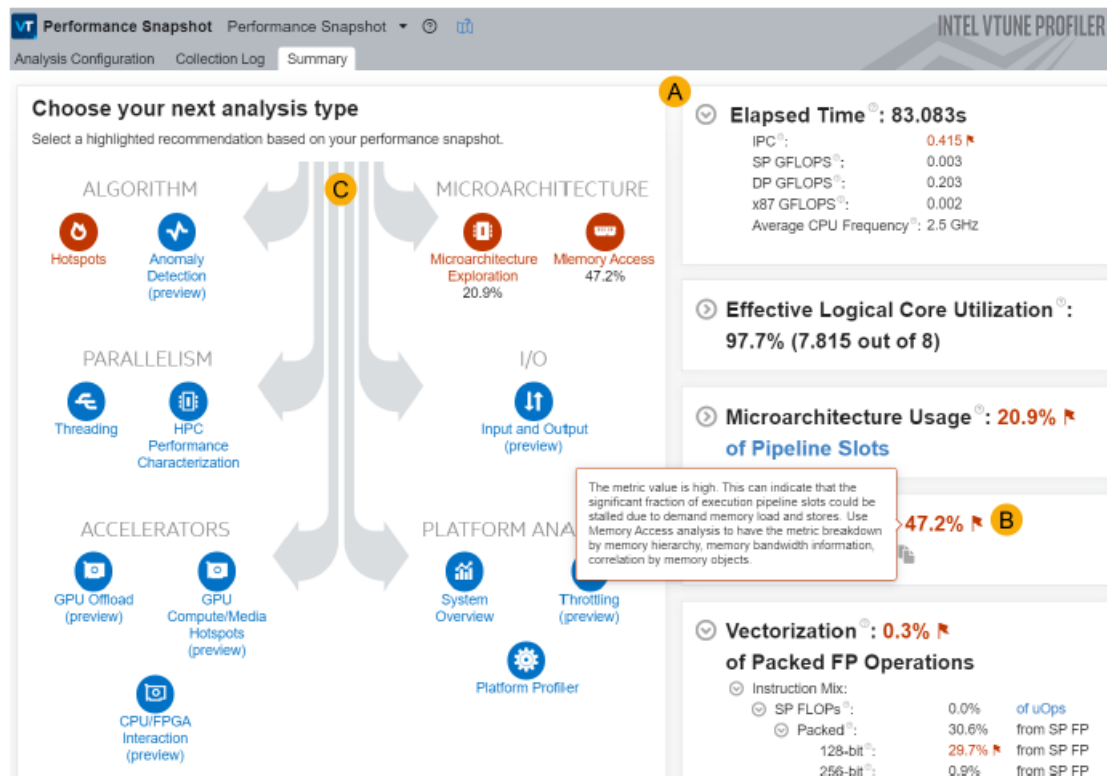 VT Performance Snapshot Performance Snapshot
INTEL VTUNE PROFILER
Analysis Configuration Collection Log Summary
Choose your next analysis type
Select a highlighted recommendation based on your performance snapshot.
A
C
ALGORITHM
Hotspots
Anomaly
Detection
(preview)
MICROARCHITECTURE
Microarchitecture
Exploration
20.9%
Memory Access
47.2%
PARALLELISM
Threading
HPC
Performance
Characterization
I/O
Input and Output
(preview)
ACCELERATORS
GPU Offload
(preview)
GPU
Compute/Media
Hotspots
(preview)
CPU/FPGA
Interaction
(preview)
PLATFORM ANA
System
Overview
Throttling
(preview)
Platform Profiler
Elapsed Time: 83.083s
IPC: 0.415
SP GFLOPS: 0.003
DP GFLOPS: 0.203
x87 GFLOPS: 0.002
Average CPU Frequency: 2.5 GHz
Effective Logical Core Utilization:
97.7% (7.815 out of 8)
Microarchitecture Usage: 20.9%
of Pipeline Slots
The metric value is high. This can indicate that the
significant fraction of execution pipeline slots could be
stalled due to demand memory load and stores. Use
Memory Access analysis to have the metric breakdown
by memory hierarchy, memory bandwidth information,
correlation by memory objects.
47.2% B
Vectorization: 0.3%
of Packed FP Operations
Instruction Mix:
SP FLOPs: 0.0% of uOps
Packed: 30.6% from SP FP
128-bit: 29.7% from SP FP
256-bit: 0.9% from SP FP